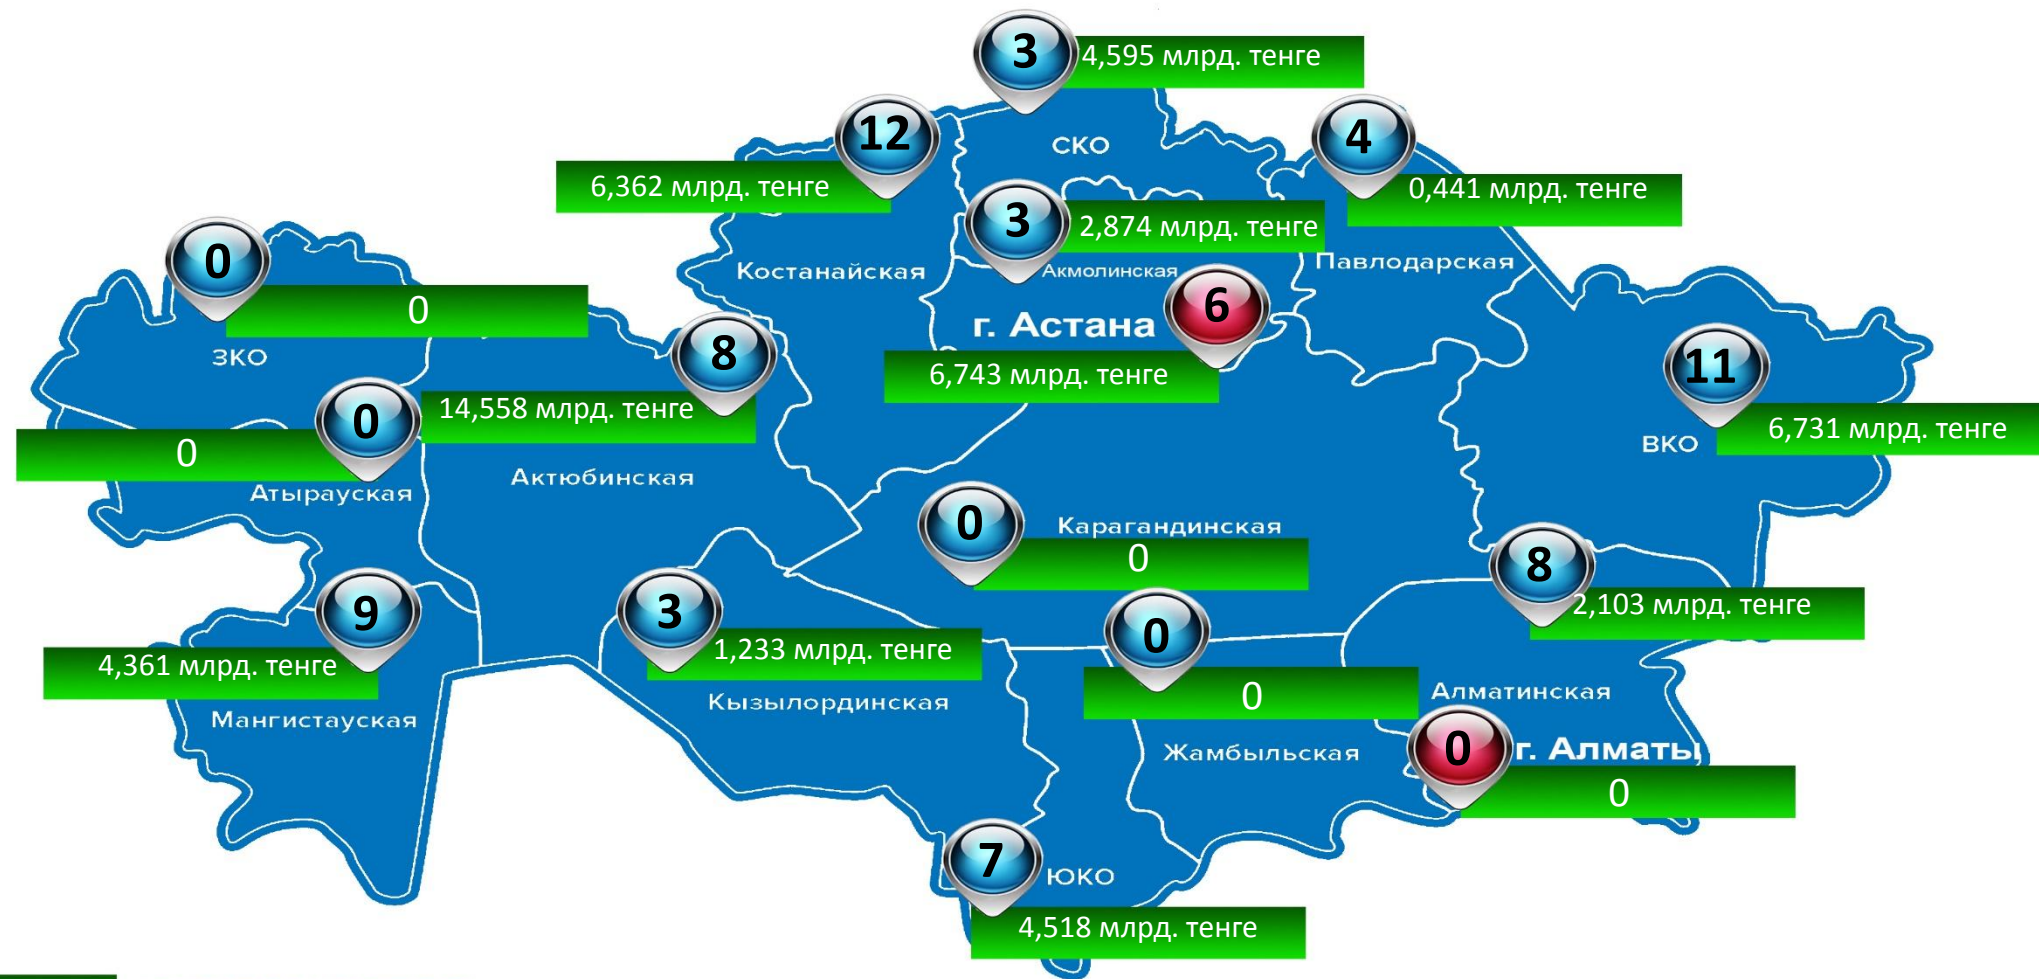 3
4,595 млрд. тенге
12
СКО
4
6,362 млрд. тенге
0,441 млрд. тенге
3
2,874 млрд. тенге
0
Костанайская
Акмолинская
Павлодарская
6
0
г. Астана
ЗКО
8
6,743 млрд. тенге
11
0
14,558 млрд. тенге
6,731 млрд. тенге
0
ВКО
Атырауская
Актюбинская
0
Карагандинская
0
8
2,103 млрд. тенге
9
3
0
4,361 млрд. тенге
1,233 млрд. тенге
0
Алматинская
Мангистауская
Кызылординская
Жамбыльская
0
г. Алматы
0
7
ЮКО
4,518 млрд. тенге